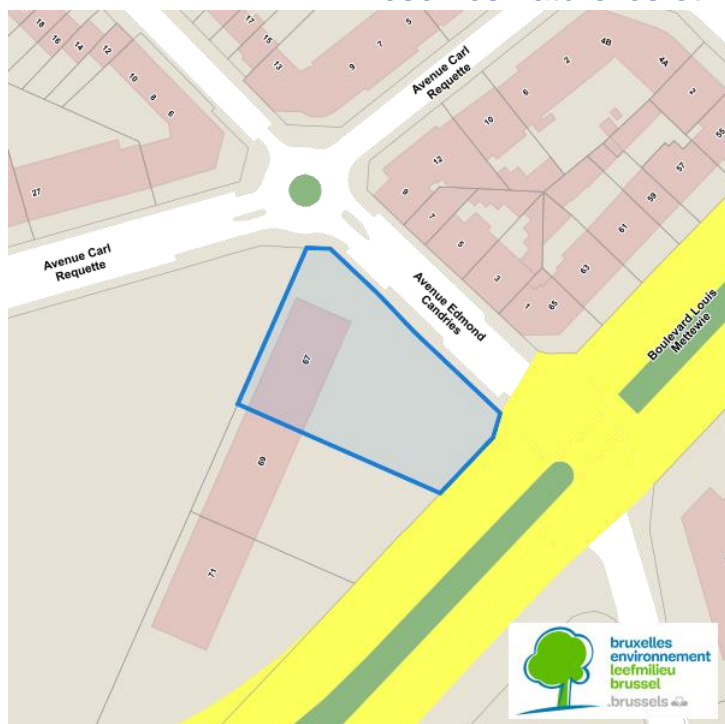 18
16
14
12
10
8
6
17
15
13
9
7
5
Avenue Carl
Requette
4B
2
6
10
12
4A
2
55
57
59
61
63
65
9
7
5
3
1
27
Avenue Carl
Requette
Avenue Edmond
Candries
Boulevard Louis
Mettewie
67
69
71
bruxelles
environnement
leefmilieu
brussel
.brussels